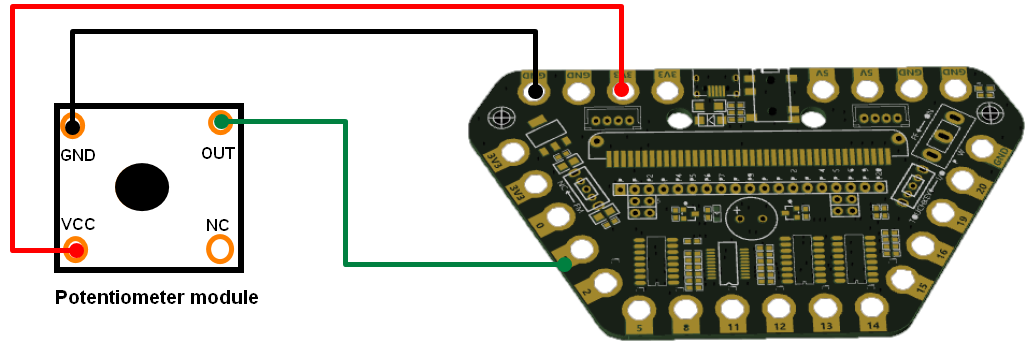 GND
OUT
VCC
NC
Potentiometer module
GND
GND
3V3
3V3
5V
5V
GND
GND
3V3
3V3
0
2
5
8
11
12
13
14
15
16
19
20
GND